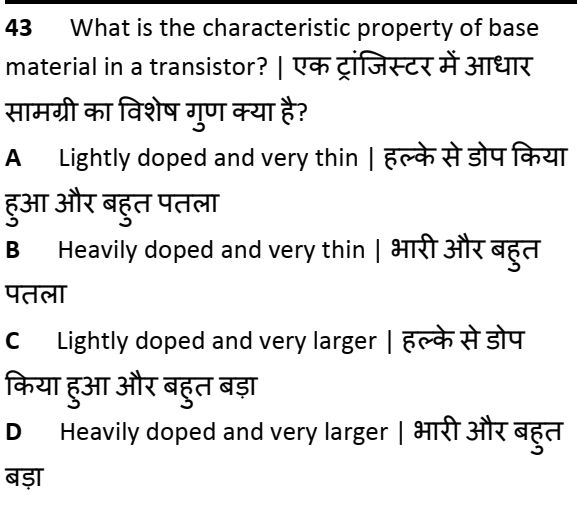 43 What is the characteristic property of base
material in a transistor? | एक ट्रांजिस्टर में आधार
सामग्री का विशेष गुण क्या है?
A Lightly doped and very thin | हल्के से डोप किया
हुआ और बहुत पतला
B Heavily doped and very thin | भारी और बहुत
पतला
C Lightly doped and very larger | हल्के से डोप
किया हुआ और बहुत बड़ा
D Heavily doped and very larger | भारी और बहुत
बड़ा